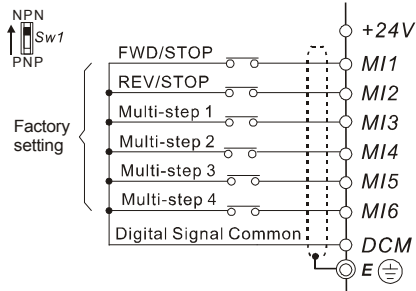 NPN
Sw1
PNP
+24V
FWD/STOP
MI1
REV/STOP
MI2
Multi-step 1
MI3
Factory
setting
Multi-step 2
MI4
Multi-step 3
MI5
Multi-step 4
MI6
Digital Signal Common
DCM
E